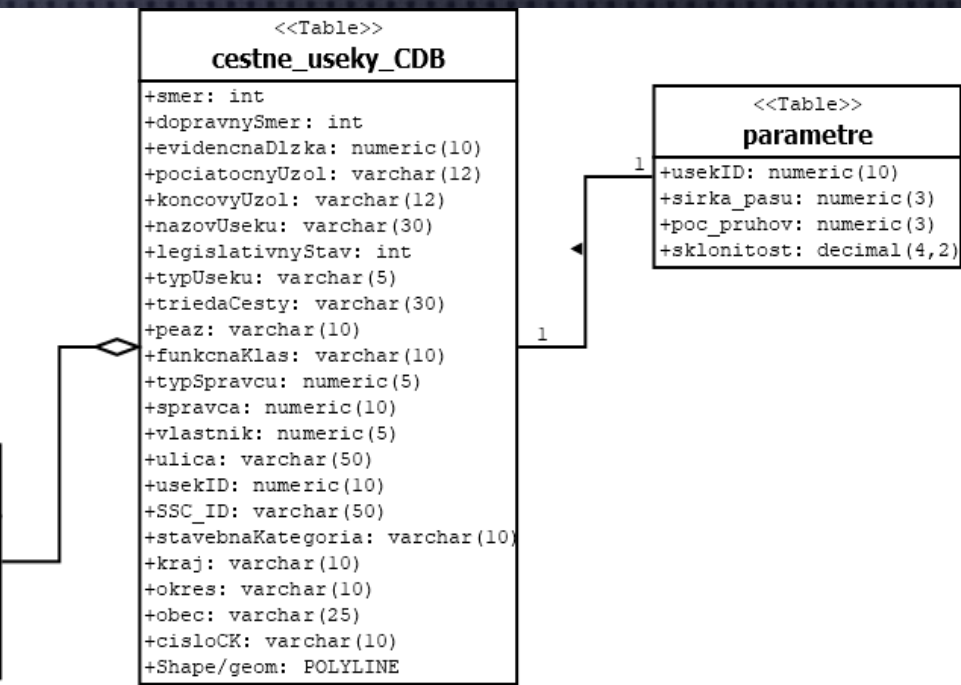 <<Table>>
cestne_useky_CDB
+smer: int
+dopravnySmer: int
+evidencnaDlzka: numeric(10)
+pociatocnyUzol: varchar(12)
+koncovyUzol: varchar(12)
+nazovUseku: varchar(30)
+legislativnyStav: int
+typUseku: varchar(5)
+triedaCesty: varchar(30)
+peaz: varchar(10)
+funkcnaKlas: varchar(10)
+typSpravcu: numeric(5)
+spravca: numeric(10)
+vlastnik: numeric(5)
+ulica: varchar(50)
+usekID: numeric(10)
+SSC_ID: varchar(50)
+stavebnaKategoria: varchar(10)
+kraj: varchar(10)
+okres: varchar(10)
+obec: varchar(25)
+cisloCK: varchar(10)
+Shape/geom: POLYLINE
1
1
<<Table>>
parametre
+usekID: numeric(10)
+sirka_pasu: numeric(3)
+poc_pruhov: numeric(3)
+sklonitost: decimal(4,2)